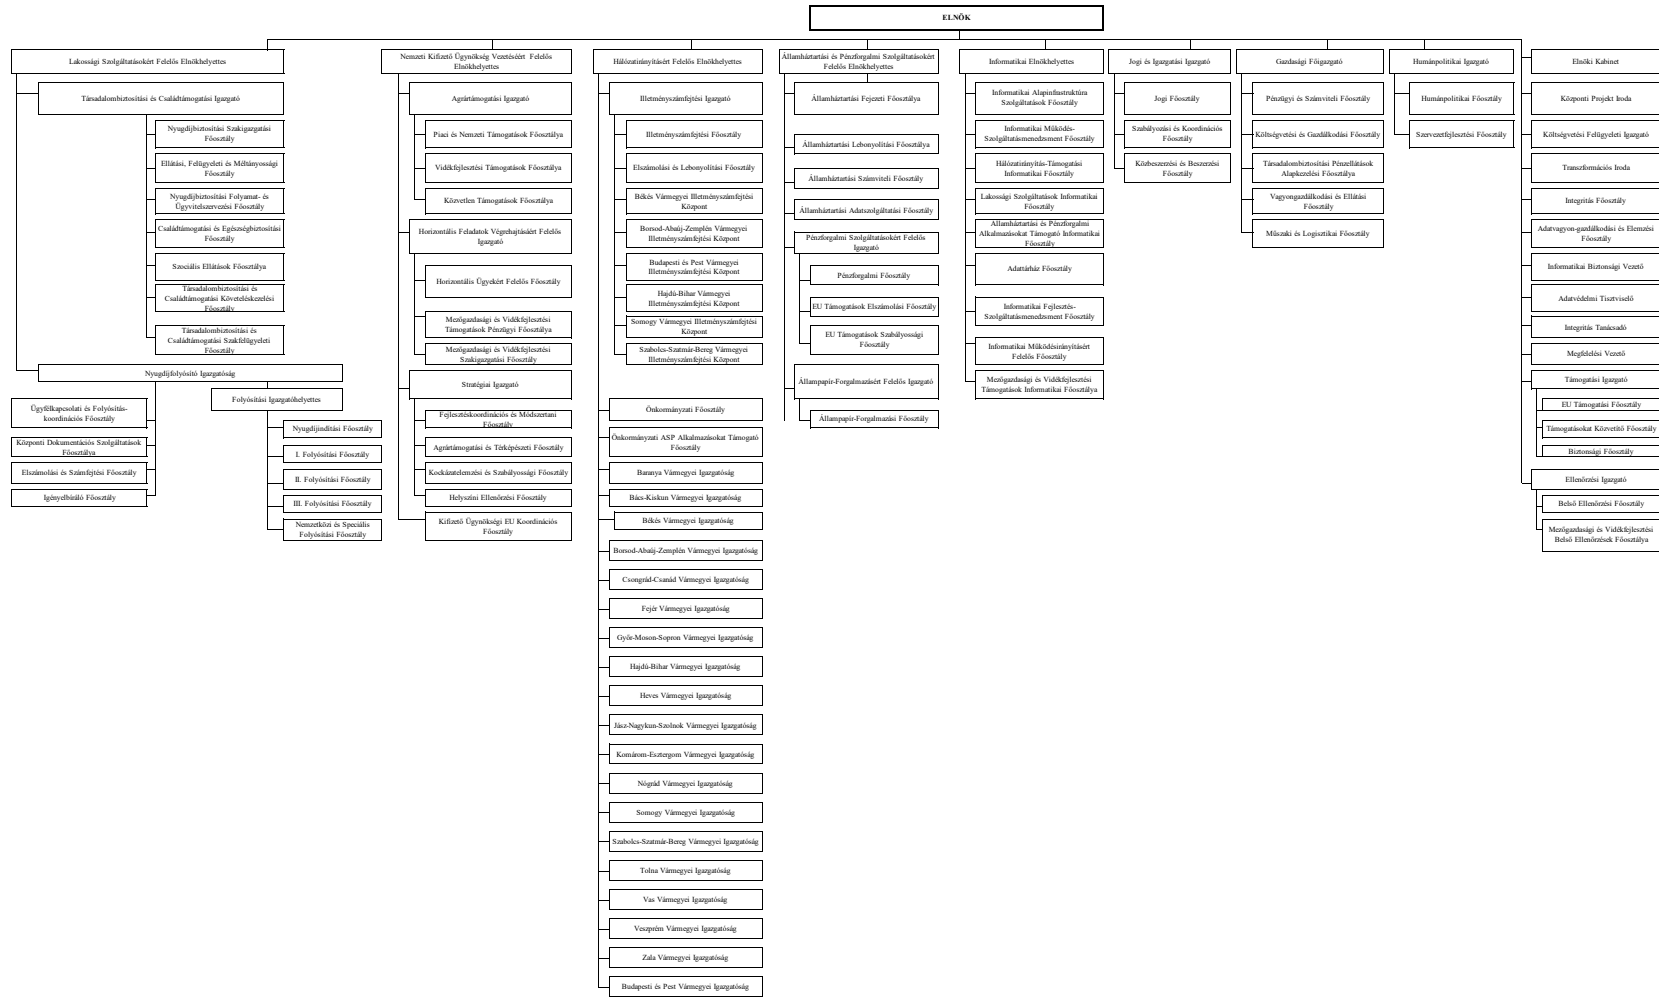 ELNÖK
Lakossági Szolgáltatásokért Felelős Elnökhelyettes
Társadalombiztosítási és Családtámogatási Igazgató
Nyugdíjbiztosítási Szakigazgatási
Főosztály
Ellátási, Felügyeleti és Méltányossági
Főosztály
Nyugdíjbiztosítási Folyamat- és
Ügyvitelszervezési Főosztály
Családtámogatási és Egészségbiztosítási
Főosztály
Szociális Ellátások Főosztálya
Társadalombiztosítási és
Családtámogatási Követeléskezelési
Főosztály
Társadalombiztosítási és
Családtámogatási Szakfelügyeleti
Főosztály
Nyugdíjfolyósító Igazgatóság
Ügyfélkapcsolati és Folyósítás-
koordinációs Főosztály
Központi Dokumentációs Szolgáltatások
Főosztálya
Elszámolási és Számfejtési Főosztály
Igényelbíráló Főosztály
Folyósítási Igazgatóhelyettes
Nyugdíjindítási Főosztály
I. Folyósítási Főosztály
II. Folyósítási Főosztály
III. Folyósítási Főosztály
Nemzetközi és Speciális
Folyósítási Főosztály
Nemzeti Kifizető Ügynökség Vezetéséért Felelős
Elnökhelyettes
Agrártámogatási Igazgató
Piaci és Nemzeti Támogatások Főosztálya
Vidékfejlesztési Támogatások Főosztálya
Közvetlen Támogatások Főosztálya
Horizontális Feladatok Végrehajtásáért Felelős
Igazgató
Horizontális Ügyekért Felelős Főosztály
Mezőgazdasági és Vidékfejlesztési
Támogatások Pénzügyi Főosztálya
Mezőgazdasági és Vidékfejlesztési
Szakigazgatási Főosztály
Stratégiai Igazgató
Fejlesztéskoordinációs és Módszertani
Főosztály
Agrártámogatási és Térképészeti Főosztály
Kockázatelemzési és Szabályossági Főosztály
Helyszíni Ellenőrzési Főosztály
Kifizető Ügynökségi EU Koordinációs
Főosztály
Hálózatirányításért Felelős Elnökhelyettes
Illetményszámfejtési Igazgató
Illetményszámfejtési Főosztály
Elszámolási és Lebonyolítási Főosztály
Békés Vármegyei Illetményszámfejtési
Központ
Borsod-Abaúj-Zemplén Vármegyei
Illetményszámfejtési Központ
Budapesti és Pest Vármegyei
Illetményszámfejtési Központ
Hajdú-Bihar Vármegyei
Illetményszámfejtési Központ
Somogy Vármegyei Illetményszámfejtési
Központ
Szabolcs-Szatmár-Bereg Vármegyei
Illetményszámfejtési Központ
Önkormányzati Főosztály
Önkormányzati ASP Alkalmazásokat Támogató
Főosztály
Baranya Vármegyei Igazgatóság
Bács-Kiskun Vármegyei Igazgatóság
Békés Vármegyei Igazgatóság
Borsod-Abaúj-Zemplén Vármegyei Igazgatóság
Csongrád-Csanád Vármegyei Igazgatóság
Fejér Vármegyei Igazgatóság
Győr-Moson-Sopron Vármegyei Igazgatóság
Hajdú-Bihar Vármegyei Igazgatóság
Heves Vármegyei Igazgatóság
Jász-Nagykun-Szolnok Vármegyei Igazgatóság
Komárom-Esztergom Vármegyei Igazgatóság
Nógrád Vármegyei Igazgatóság
Somogy Vármegyei Igazgatóság
Szabolcs-Szatmár-Bereg Vármegyei Igazgatóság
Tolna Vármegyei Igazgatóság
Vas Vármegyei Igazgatóság
Veszprém Vármegyei Igazgatóság
Zala Vármegyei Igazgatóság
Budapesti és Pest Vármegyei Igazgatóság
Államháztartási és Pénzforgalmi Szolgáltatásokért
Felelős Elnökhelyettes
Államháztartási Fejezeti Főosztálya
Államháztartási Lebonyolítási Főosztálya
Államháztartási Számviteli Főosztály
Államháztartási Adatszolgáltatási Főosztály
Pénzforgalmi Szolgáltatásokért Felelős
Igazgató
Pénzforgalmi Főosztály
EU Támogatások Elszámolási Főosztály
EU Támogatások Szabályossági
Főosztály
Állampapír-Forgalmazásért Felelős Igazgató
Állampapír-Forgalmazási Főosztály
Informatikai Elnökhelyettes
Informatikai Alapinfrastruktúra
Szolgáltatások Főosztály
Informatikai Működés-
Szolgáltatásmenedzsment Főosztály
Hálózatirányítás-Támogatási
Informatikai Főosztály
Lakossági Szolgáltatások Informatikai
Főosztály
Államháztartási és Pénzforgalmi
Alkalmazásokat Támogató Informatikai
Főosztály
Adattárház Főosztály
Informatikai Fejlesztés-
Szolgáltatásmenedzsment Főosztály
Informatikai Működésirányításért
Felelős Főosztály
Mezőgazdasági és Vidékfejlesztési
Támogatások Informatikai Főosztálya
Jogi és Igazgatási Igazgató
Jogi Főosztály
Szabályozási és Koordinációs
Főosztály
Közbeszerzési és Beszerzési
Főosztály
Gazdasági Főigazgató
Pénzügyi és Számviteli Főosztály
Költségvetési és Gazdálkodási Főosztály
Társadalombiztosítási Pénzellátások
Alapkezelési Főosztálya
Vagyongazdálkodási és Ellátási
Főosztály
Műszaki és Logisztikai Főosztály
Humánpolitikai Igazgató
Humánpolitikai Főosztály
Szervezetfejlesztési Főosztály
Elnöki Kabinet
Központi Projekt Iroda
Költségvetési Felügyeleti Igazgató
Transzformációs Iroda
Integritás Főosztály
Adatvagyon-gazdálkodási és Elemzési
Főosztály
Informatikai Biztonsági Vezető
Adatvédelmi Tisztviselő
Integritás Tanácsadó
Megfelelési Vezető
Támogatási Igazgató
EU Támogatási Főosztály
Támogatásokat Közvetítő Főosztály
Biztonsági Főosztály
Ellenőrzési Igazgató
Belső Ellenőrzési Főosztály
Mezőgazdasági és Vidékfejlesztési
Belső Ellenőrzések Főosztálya